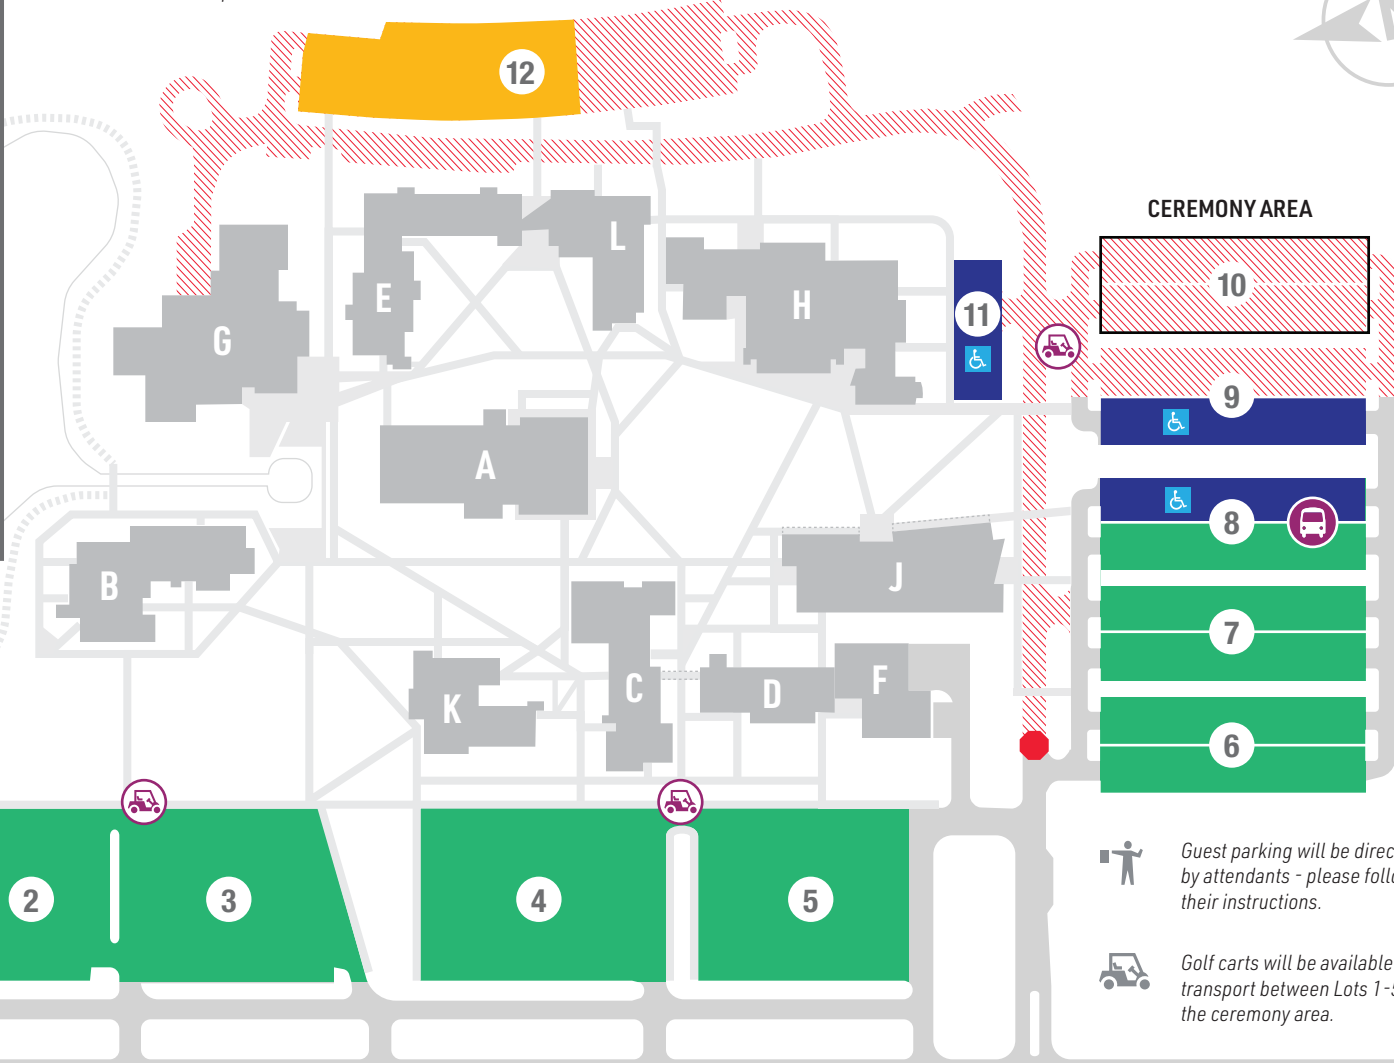 12
CEREMONY AREA
10
L
E
H
11
G
9
A
8
J
B
7
F
C
D
K
6
2
3
4
5
Guest parking will be direc
by attendants - please follo
their instructions.
Golf carts will be available
transport between Lots 1-5
the ceremony area.